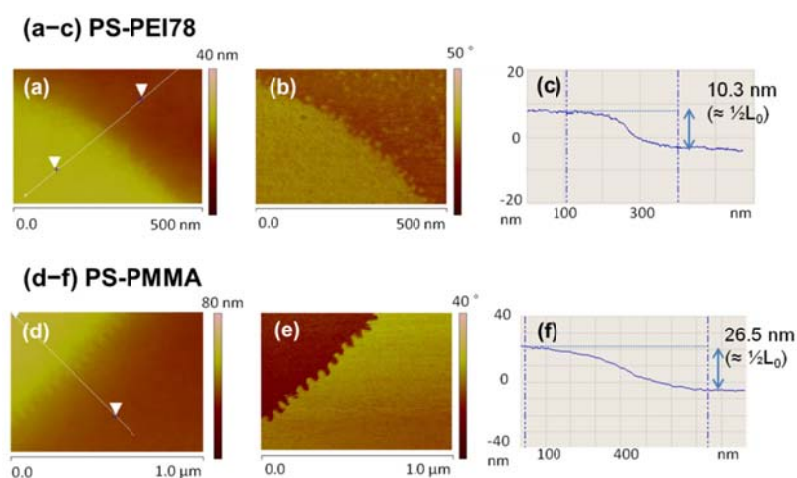 (a−c) PS-PEI78
40 nm
(a)
0.0 500 nm
50 °
(b)
0.0 500 nm
(c)
20
0
-20
nm 100 300 nm
10.3 nm
(≈ ½L₀)
(d−f) PS-PMMA
80 nm
(d)
0.0 1.0 µm
40 °
(e)
0.0 1.0 µm
(f)
40
0
-40
nm 100 400 nm
26.5 nm
(≈ ½L₀)